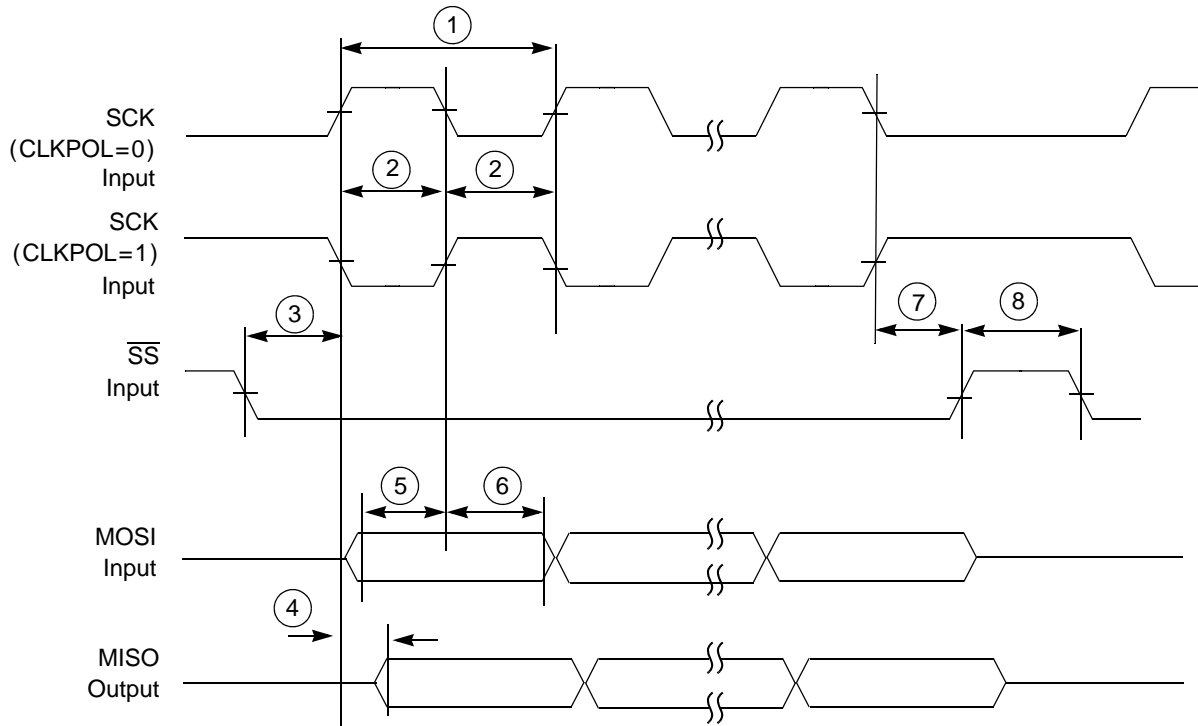 1
SCK
(CLKPOL=0)
Input
2 2
SCK
(CLKPOL=1)
Input
3 7 8
SS
Input
5 6
MOSI
Input
4
MISO
Output